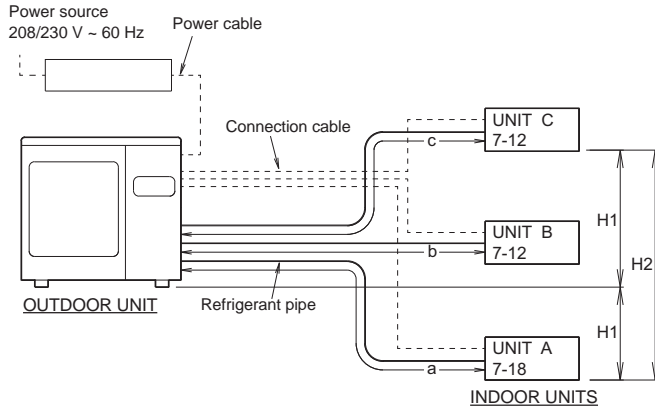 Power source
208/230 V ~ 60 Hz
Power cable
Connection cable
UNIT C
7-12
c
H1
UNIT B
7-12
b
H2
OUTDOOR UNIT
Refrigerant pipe
H1
UNIT A
7-18
a
INDOOR UNITS